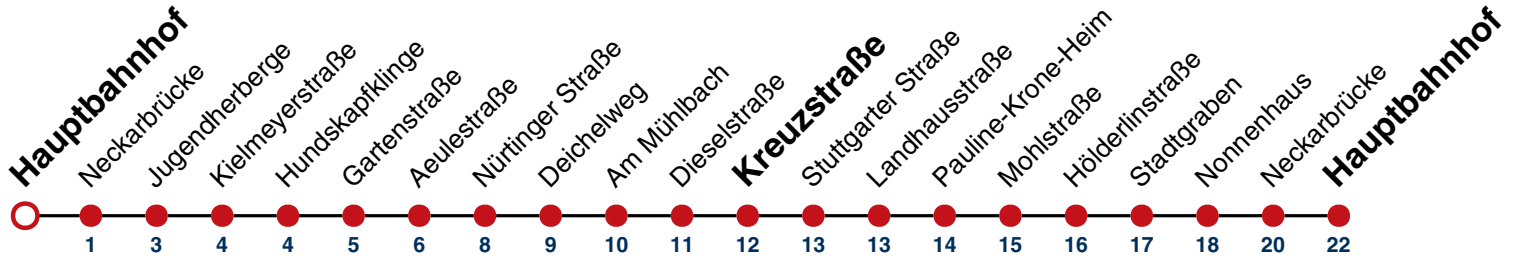 Hauptbahnhof
Neckarbrücke
Jugendherberge
Kielmeyerstraße
Hundskapfklinge
Gartenstraße
Aeulestraße
Nürtinger Straße
Deichelweg
Am Mühlbach
Dieselstraße
Kreuzstraße
Stuttgarter Straße
Landhausstraße
Pauline-Krone-Heim
Mohlstraße
Hölderlinstraße
Stadtgraben
Nonnenhaus
Neckarbrücke
Hauptbahnhof
1 3 4 4 5 6 8 9 10 11 12 13 13 14 15 16 17 18 20 22